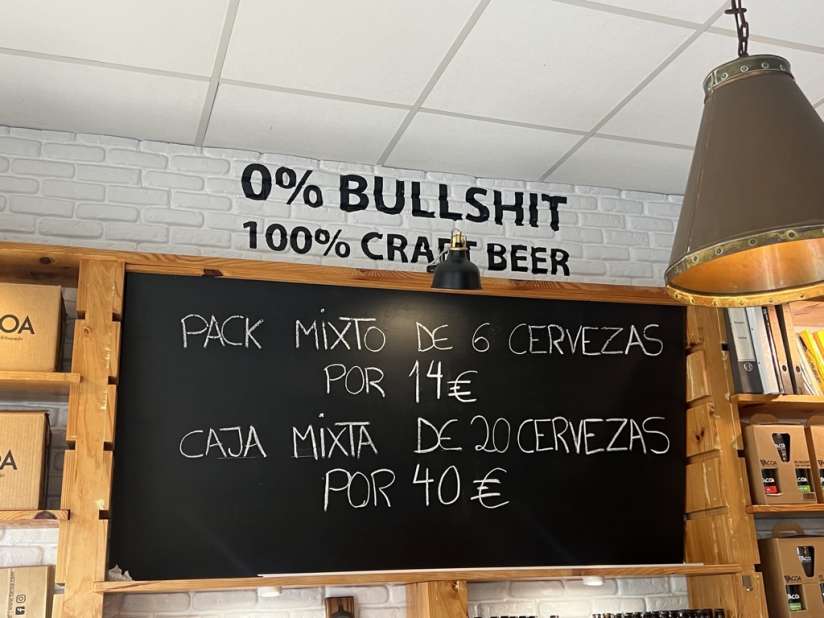 0% BULLSHIT
100% CRAFT BEER
PACK MIXTO DE 6 CERVEZAS
POR 14€
CAJA MIXTA DE 20 CERVEZAS
POR 40 €
TACOA